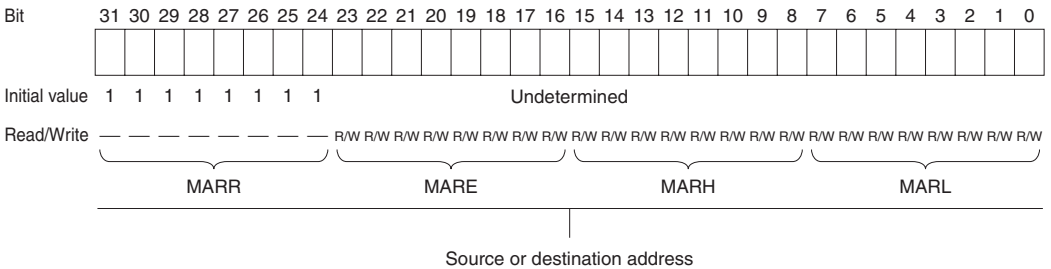 Bit 31 30 29 28 27 26 25 24 23 22 21 20 19 18 17 16 15 14 13 12 11 10 9 8 7 6 5 4 3 2 1 0
Initial value 1 1 1 1 1 1 1 1 Undetermined
Read/Write — — — — — — — — R/W R/W R/W R/W R/W R/W R/W R/W R/W R/W R/W R/W R/W R/W R/W R/W R/W R/W R/W R/W R/W R/W R/W R/W
MARR MARE MARH MARL
Source or destination address